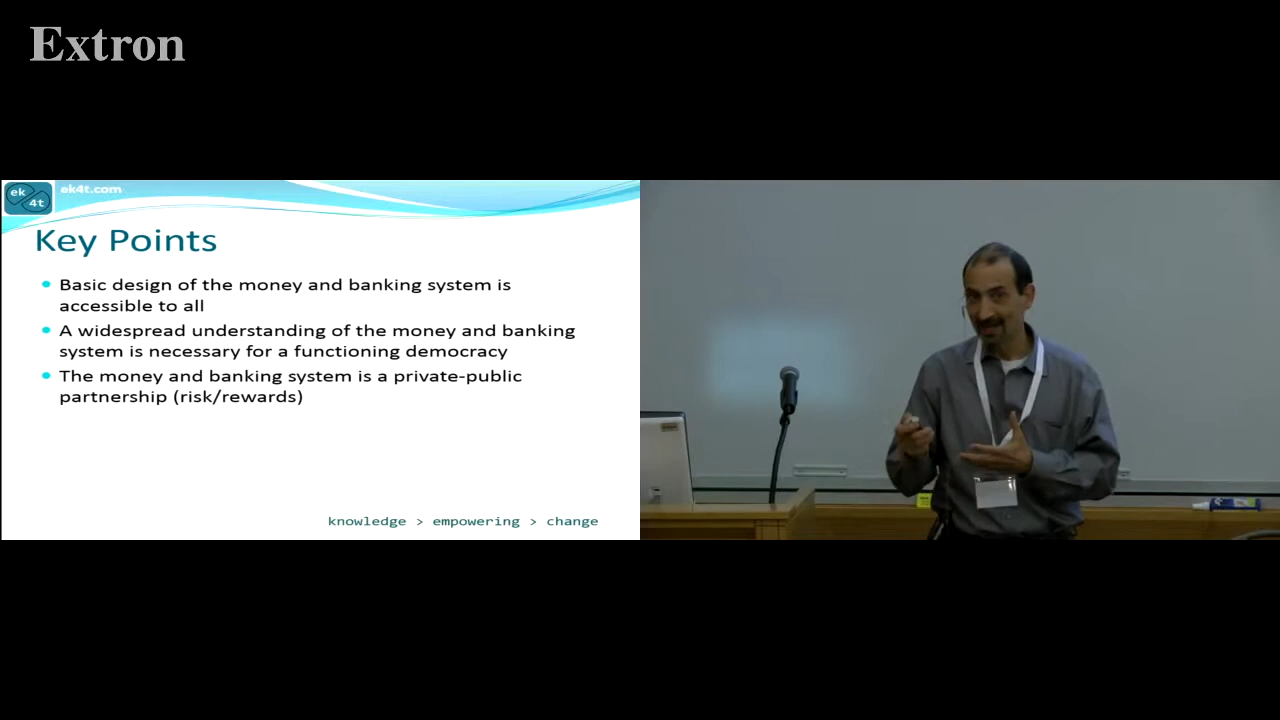 Extron
ek
4t
ek4t.com
Key Points
• Basic design of the money and banking system is
accessible to all
• A widespread understanding of the money and banking
system is necessary for a functioning democracy
• The money and banking system is a private-public
partnership (risk/rewards)
knowledge > empowering > change